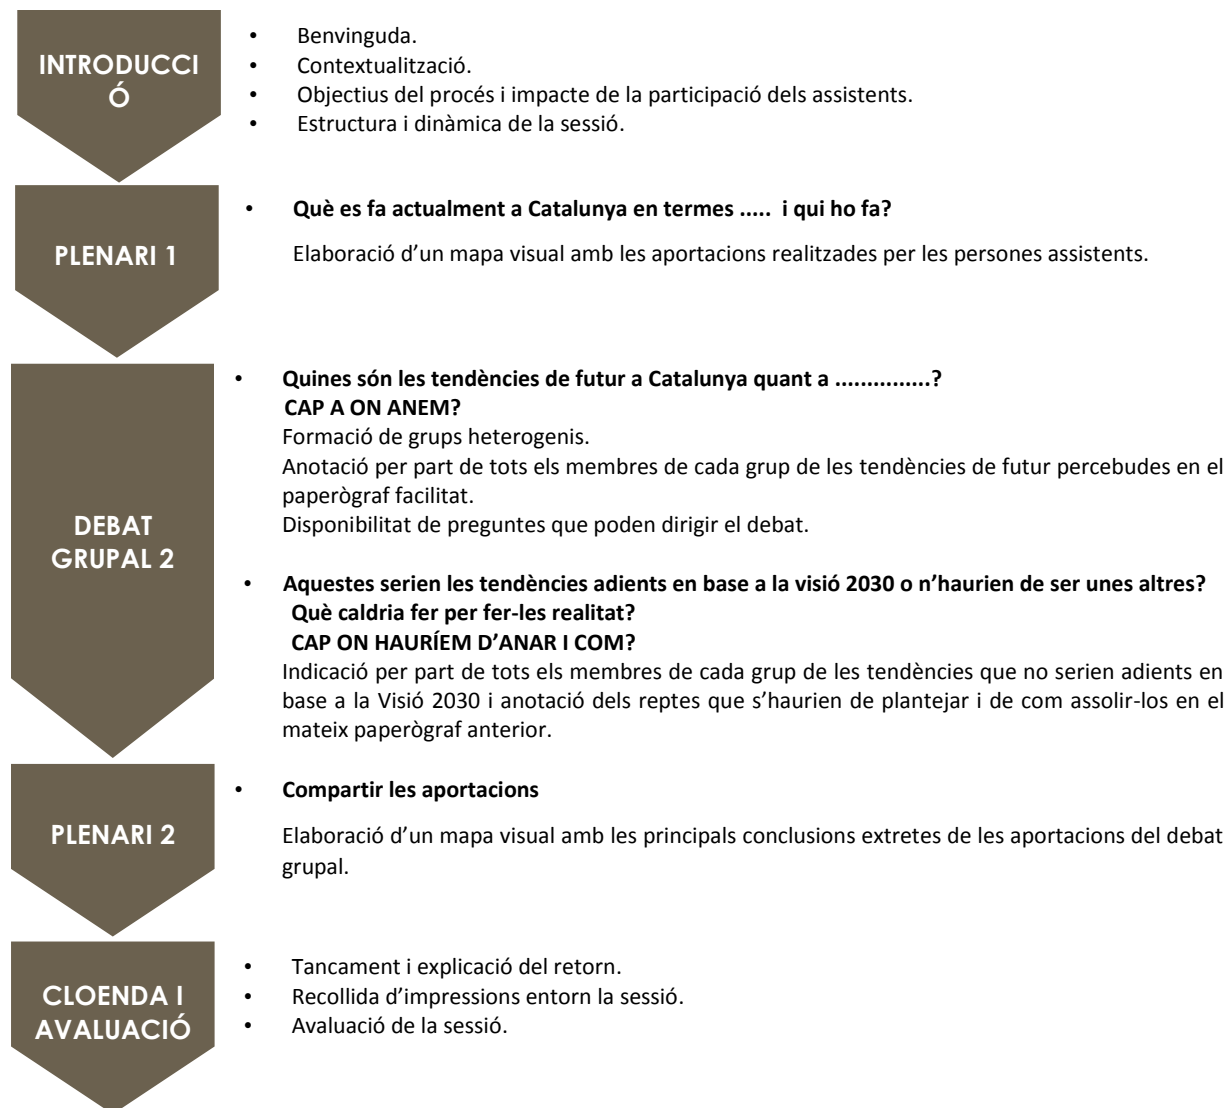 INTRODUCCI
Ó
• Benvinguda.
• Contextualització.
• Objectius del procés i impacte de la participació dels assistents.
• Estructura i dinàmica de la sessió.
PLENARI 1
• Què es fa actualment a Catalunya en termes ..... i qui ho fa?
Elaboració d’un mapa visual amb les aportacions realitzades per les persones assistents.
DEBAT
GRUPAL 2
• Quines són les tendències de futur a Catalunya quant a ...............?
CAP A ON ANEM?
Formació de grups heterogenis.
Anotació per part de tots els membres de cada grup de les tendències de futur percebudes en el
paperògraf facilitat.
Disponibilitat de preguntes que poden dirigir el debat.
• Aquestes serien les tendències adients en base a la visió 2030 o n’haurien de ser unes altres?
Què caldria fer per fer-les realitat?
CAP ON HAURÍEM D’ANAR I COM?
Indicació per part de tots els membres de cada grup de les tendències que no serien adients en
base a la Visió 2030 i anotació dels reptes que s’haurien de plantejar i de com assolir-los en el
mateix paperògraf anterior.
PLENARI 2
• Compartir les aportacions
Elaboració d’un mapa visual amb les principals conclusions extretes de les aportacions del debat
grupal.
CLOENDA I
AVALUACIÓ
• Tancament i explicació del retorn.
• Recollida d’impressions entorn la sessió.
• Avaluació de la sessió.